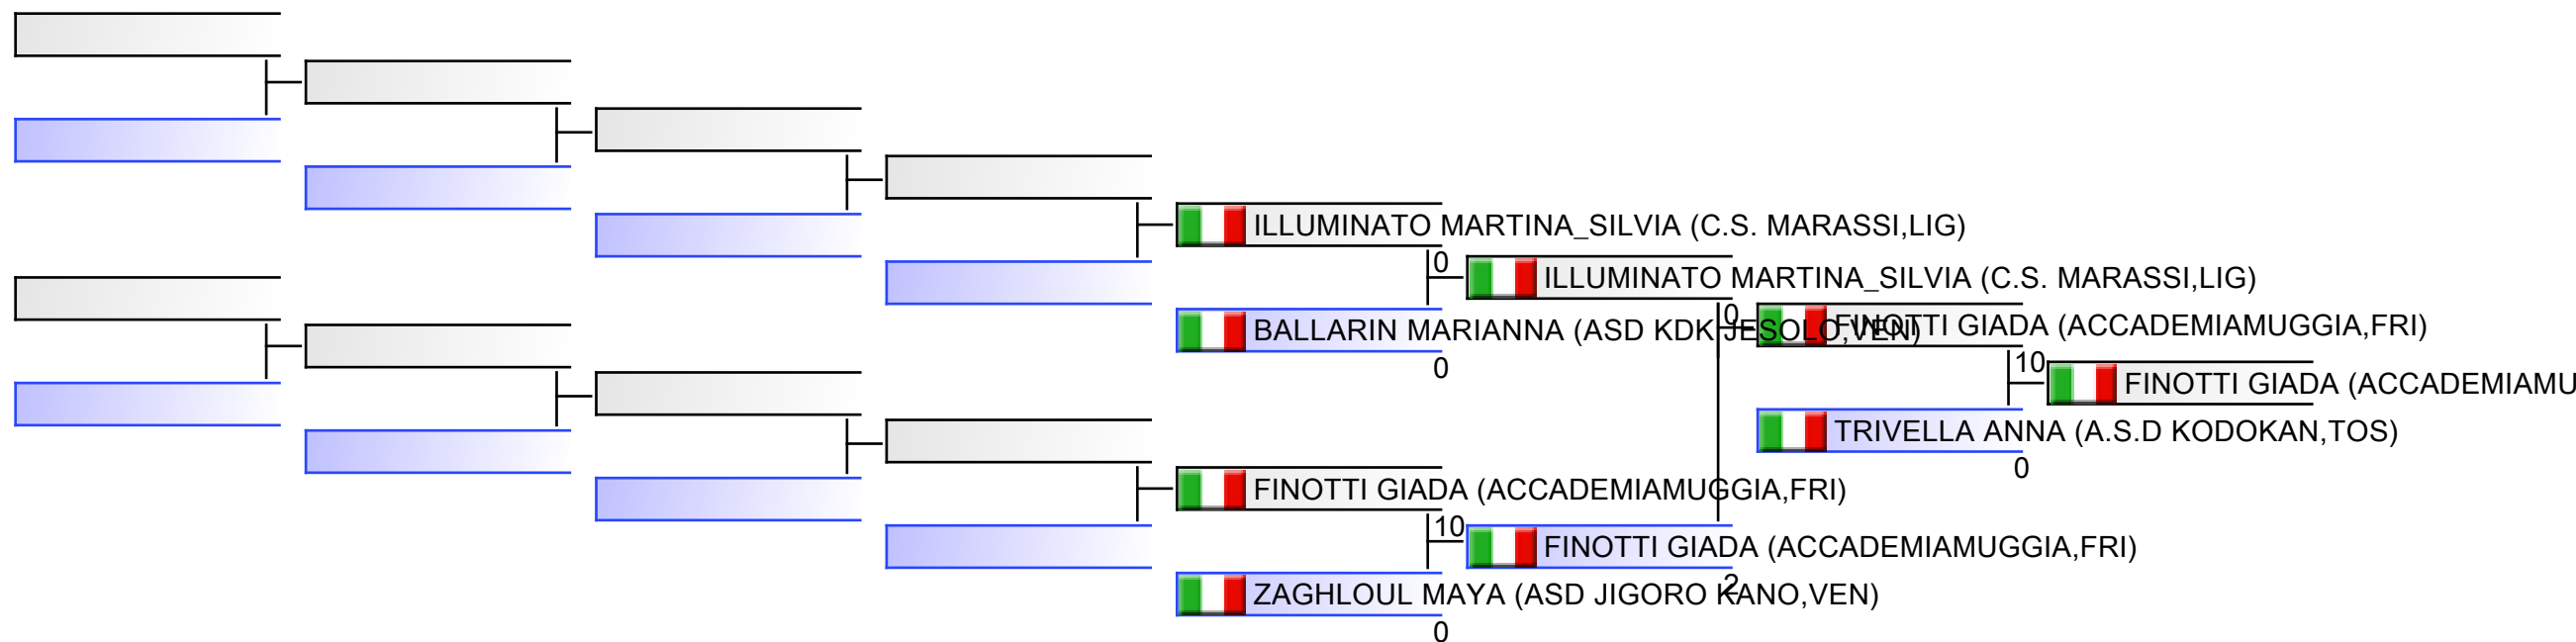 ILLUMINATO MARTINA_SILVIA (C.S. MARASSI,LIG)
0
ILLUMINATO MARTINA_SILVIA (C.S. MARASSI,LIG)
BALLARIN MARIANNA (ASD KDK JESOLO,VEN)
0
0
FINOTTI GIADA (ACCADEMIAMUGGIA,FRI)
10
FINOTTI GIADA (ACCADEMIAMU
TRIVELLA ANNA (A.S.D KODOKAN,TOS)
0
FINOTTI GIADA (ACCADEMIAMUGGIA,FRI)
10
FINOTTI GIADA (ACCADEMIAMUGGIA,FRI)
2
ZAGHLOUL MAYA (ASD JIGORO KANO,VEN)
0